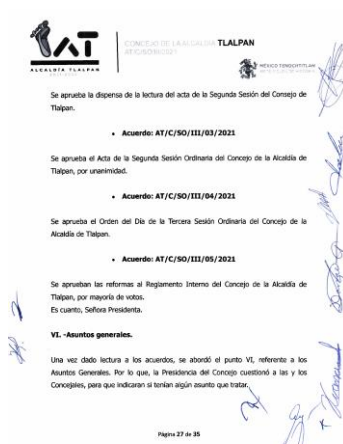 AT
ALCALDÍA TLALPAN
CONCEJO DE LA ALCALDÍA TLALPAN
MÉXICO TENOCHTITLAN
Se aprueba la dispensa de la lectura del acta de la Segunda Sesión del Consejo de
Tlalpan.
• Acuerdo: AT/C/SO/III/03/2021
Se aprueba el Acta de la Segunda Sesión Ordinaria del Concejo de la Alcaldía de
Tlalpan, por unanimidad.
• Acuerdo: AT/C/SO/III/04/2021
Se aprueba el Orden del Día de la Tercera Sesión Ordinaria del Concejo de la
Alcaldía de Tlalpan.
• Acuerdo: AT/C/SO/III/05/2021
Se aprueban las reformas al Reglamento Interno del Concejo de la Alcaldía de
Tlalpan, por mayoría de votos.
Es cuanto, Señora Presidenta.
VI. -Asuntos generales.
Una vez dado lectura a los acuerdos, se abordó el punto VI, referente a los
Asuntos Generales. Por lo que, la Presidencia del Concejo cuestionó a las y los
Concejales, para que indicaran si tenían algún asunto que tratar.
Página 27 de 35